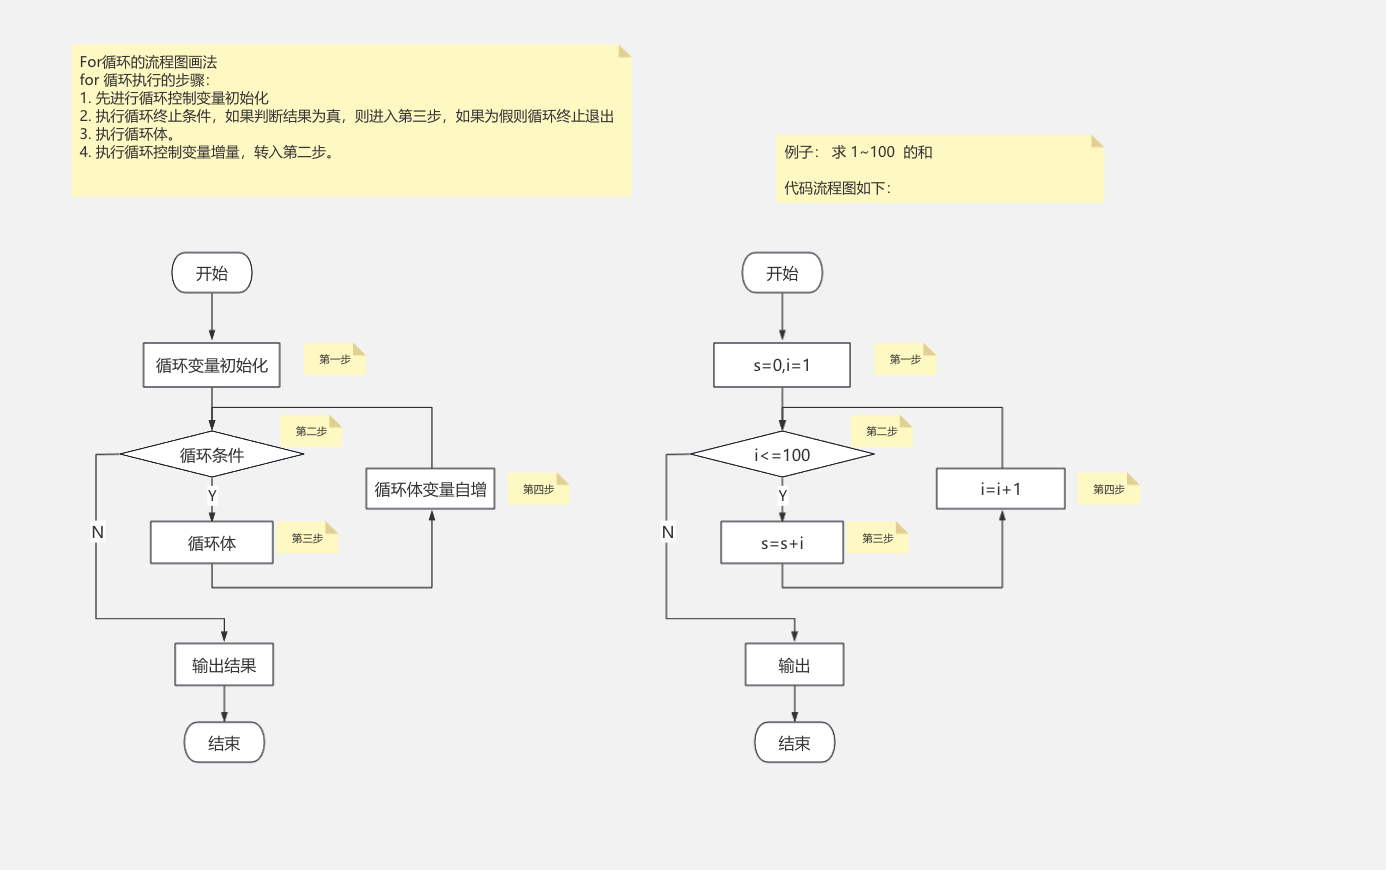 For循环的流程图画法
for 循环执行的步骤：
1. 先进行循环控制变量初始化
2. 执行循环终止条件，如果判断结果为真，则进入第三步，如果为假则循环终止退出
3. 执行循环体。
4. 执行循环控制变量增量，转入第二步。
例子： 求 1~100 的和
代码流程图如下：
开始
循环变量初始化
第一步
第二步
循环条件
循环体变量自增
第四步
Y
N
循环体
第三步
输出结果
结束
开始
s=0,i=1
第一步
第二步
i<=100
i=i+1
第四步
Y
N
s=s+i
第三步
输出
结束